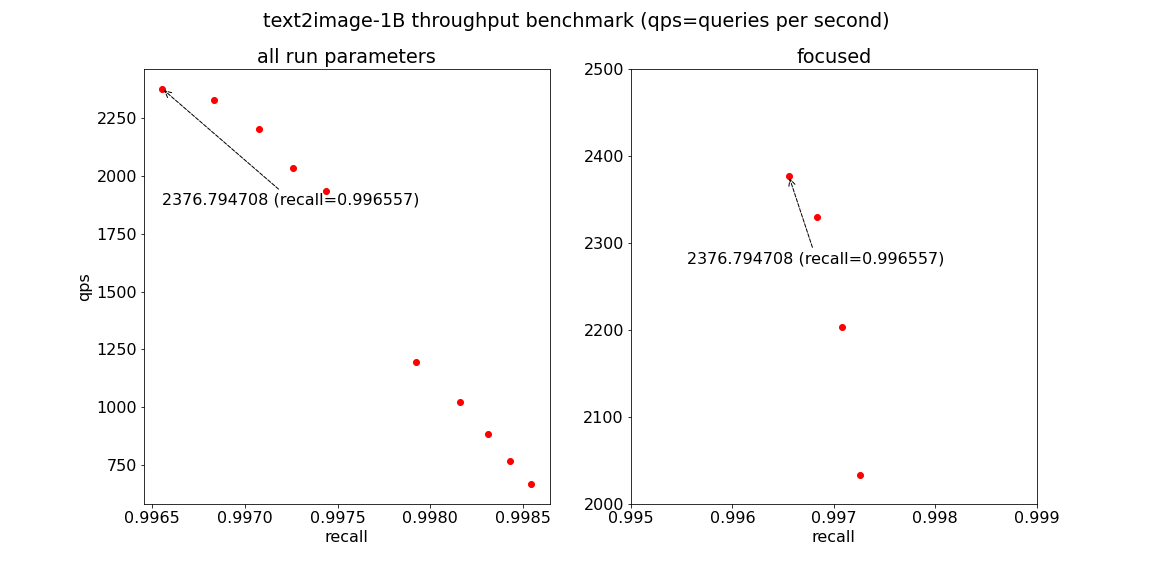 text2image-1B throughput benchmark (qps=queries per second)
all run parameters
2250
2000
1750
1500
1250
1000
750
qps
2376.794708 (recall=0.996557)
0.9965 0.9970 0.9975 0.9980 0.9985
recall
focused
2500
2400
2300
2200
2100
2000
2376.794708 (recall=0.996557)
0.995 0.996 0.997 0.998 0.999
recall